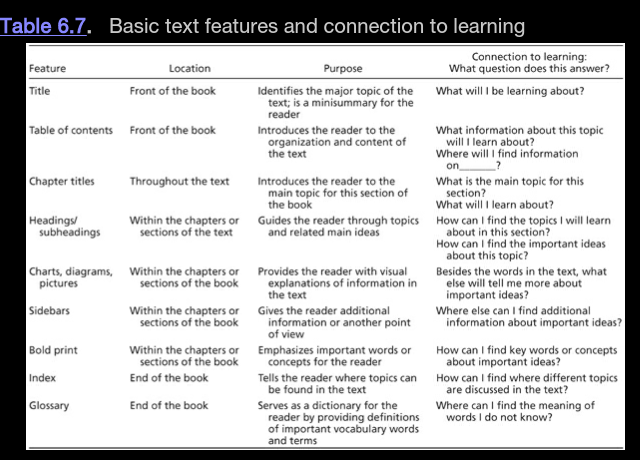 Table 6.7. Basic text features and connection to learning
Connection to learning:
Feature Location Purpose What question does this answer?
Title Front of the book Identifies the major topic of the What will I be learning about?
text; is a minisummary for the
reader
Table of contents Front of the book Introduces the reader to the What information about this topic
organization and content of will I learn about?
the text Where will I find information
on_______?
Chapter titles Throughout the text Introduces the reader to the What is the main topic for this
main topic for this section of section?
the book What will I learn about?
Headings/ Within the chapters or Guides the reader through topics How can I find the topics I will learn
subheadings sections of the text and related main ideas about in this section?
How can I find the important ideas
about this topic?
Charts, diagrams, Within the chapters or Provides the reader with visual Besides the words in the text, what
pictures sections of the book explanations of information in else will tell me more about
the text important ideas?
Sidebars Within the chapters or Gives the reader additional Where else can I find additional
sections of the book information or another point information about important ideas?
of view
Bold print Within the chapters or Emphasizes important words or How can I find key words or concepts
sections of the book concepts for the reader about important ideas?
Index End of the book Tells the reader where topics can How can I find where different topics
be found in the text are discussed in the text?
Glossary End of the book Serves as a dictionary for the Where can I find the meaning of
reader by providing definitions words I do not know?
of important vocabulary words
and terms